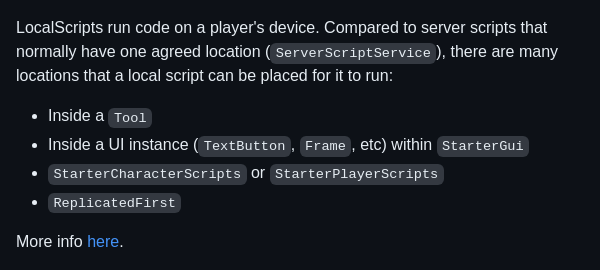 LocalScripts run code on a player's device. Compared to server scripts that
normally have one agreed location (ServerScriptService), there are many
locations that a local script can be placed for it to run:
• Inside a Tool
• Inside a UI instance (TextButton, Frame, etc) within StarterGui
• StarterCharacterScripts or StarterPlayerScripts
• ReplicatedFirst
More info here.